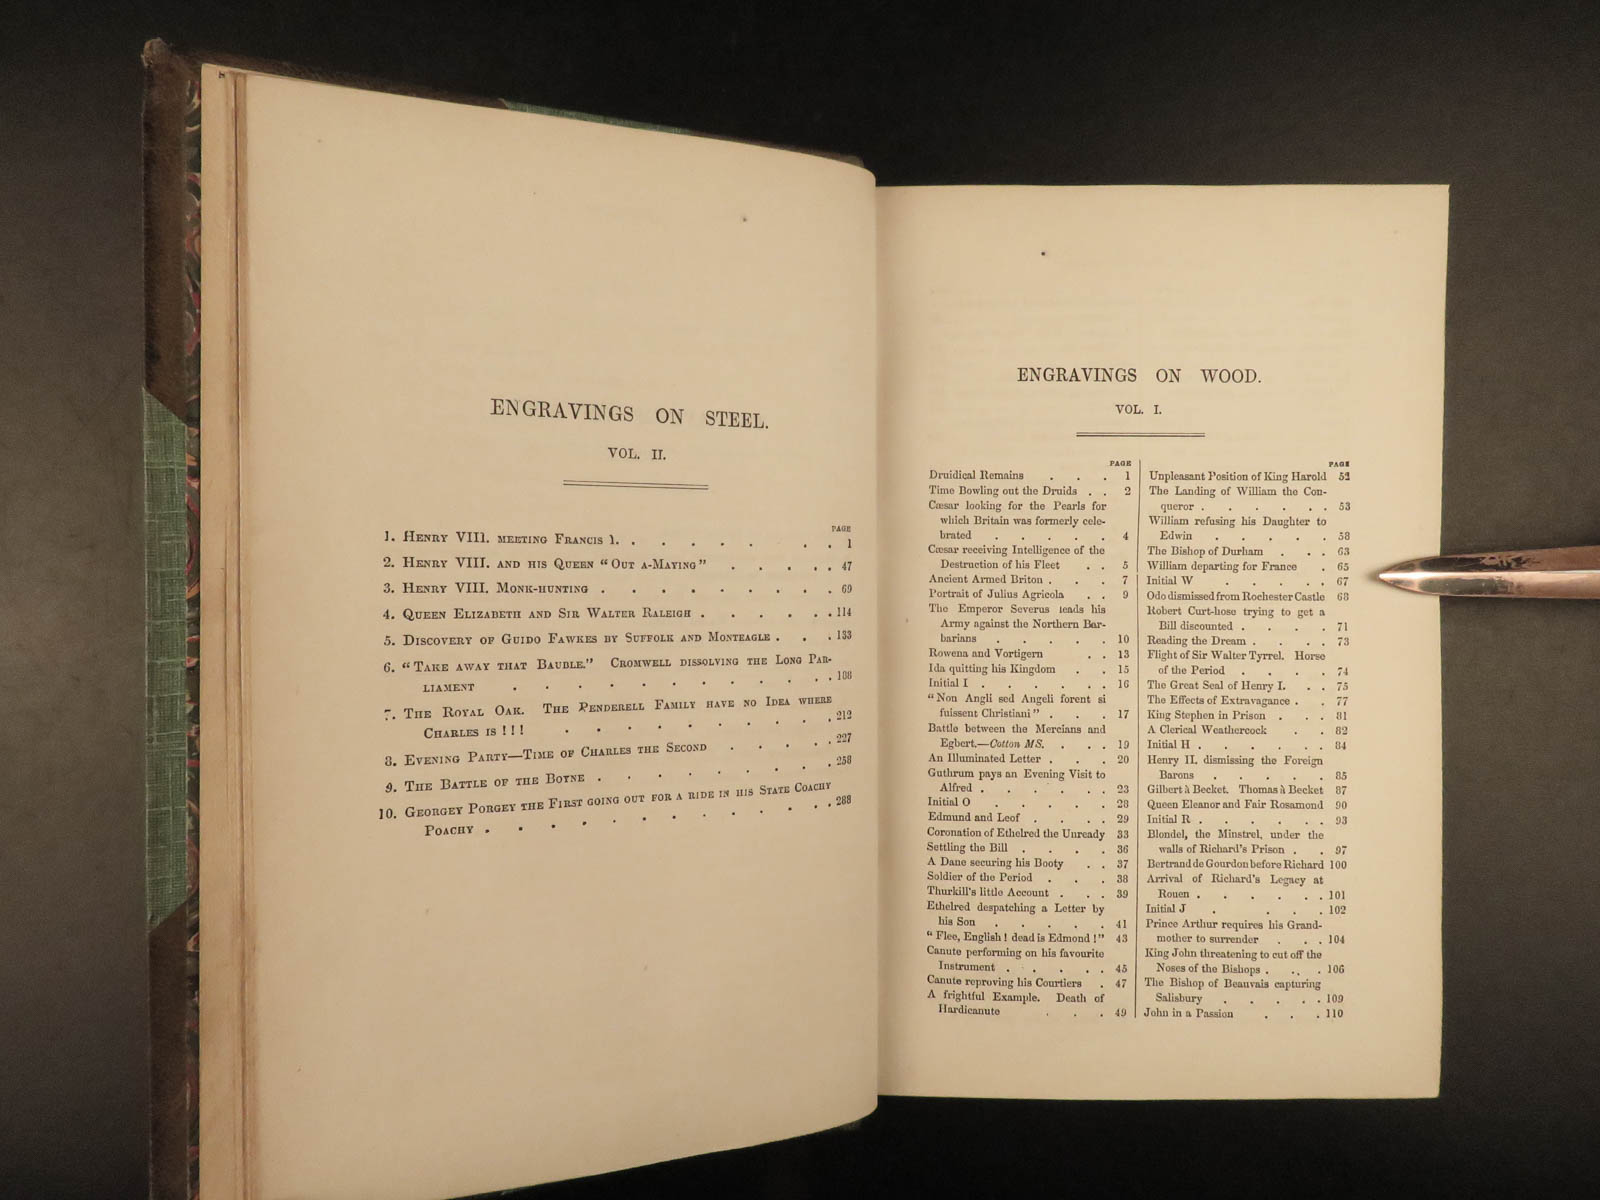 ENGRAVINGS ON STEEL.
VOL. II.
PAGE
1. HENRY VIII. MEETING FRANCIS I. . . . . . . . . 1
2. HENRY VIII. AND HIS QUEEN "OUT A-MAYING" . . . . . 47
3. HENRY VIII. MONK-HUNTING . . . . . . . . . 69
4. QUEEN ELIZABETH AND SIR WALTER RALEIGH . . . . . . 114
5. DISCOVERY OF GUIDO FAWKES BY SUFFOLK AND MONTEAGLE . . . 133
6. "TAKE AWAY THAT BAUBLE." CROMWELL DISSOLVING THE LONG PAR-
LIAMENT . . . . . . . . . . . 188
7. THE ROYAL OAK. THE PENDERELL FAMILY HAVE NO IDEA WHERE
CHARLES IS ! ! ! . . . . . . . . . 212
8. EVENING PARTY—TIME OF CHARLES THE SECOND . . . . . 227
9. THE BATTLE OF THE BOYNE . . . . . . . . . 258
10. GEORGEY PORGEY THE FIRST GOING OUT FOR A RIDE IN HIS STATE COACHY
POACHY . . . . . . . . . . . . 288
ENGRAVINGS ON WOOD.
VOL. I.
PAGE
Druidical Remains . . . 1
Time Bowling out the Druids . . 2
Cæsar looking for the Pearls for
which Britain was formerly cele-
brated . . . . . 4
Cæsar receiving Intelligence of the
Destruction of his Fleet . . 5
Ancient Armed Briton . . . 7
Portrait of Julius Agricola . . 9
The Emperor Severus leads his
Army against the Northern Bar-
barians . . . . . 10
Rowena and Vortigern . . 13
Ida quitting his Kingdom . . 15
Initial I . . . . . . 16
"Non Angli sed Angeli forent si
fuissent Christiani" . . . 17
Battle between the Mercians and
Egbert.—Cotton MS. . . . 19
An Illuminated Letter . . . 20
Guthrum pays an Evening Visit to
Alfred . . . . . . 23
Initial O . . . . . 28
Edmund and Leof . . . . 29
Coronation of Ethelred the Unready 33
Settling the Bill . . . . 36
A Dane securing his Booty . . 37
Soldier of the Period . . . 38
Thurkill's little Account . . . 39
Ethelred despatching a Letter by
his Son . . . . . 41
"Flee, English ! dead is Edmond !" 43
Canute performing on his favourite
Instrument . . . . . 45
Canute reproving his Courtiers . 47
A frightful Example. Death of
Hardicanute . . . 49
PAGE
Unpleasant Position of King Harold 52
The Landing of William the Con-
queror . . . . . . 53
William refusing his Daughter to
Edwin . . . . . 58
The Bishop of Durham . . . 63
William departing for France . 65
Initial W . . . . . 67
Odo dismissed from Rochester Castle 68
Robert Curt-hose trying to get a
Bill discounted . . . . 71
Reading the Dream . . . . 73
Flight of Sir Walter Tyrrel. Horse
of the Period . . . . 74
The Great Seal of Henry I. . . 75
The Effects of Extravagance . . 77
King Stephen in Prison . . . 81
A Clerical Weathercock . . 82
Initial H . . . . . . 84
Henry II. dismissing the Foreign
Barons . . . . . 85
Gilbert à Becket. Thomas à Becket 87
Queen Eleanor and Fair Rosamond 90
Initial R . . . . . . 93
Blondel, the Minstrel, under the
walls of Richard's Prison . . 97
Bertrand de Gourdon before Richard 100
Arrival of Richard's Legacy at
Rouen . . . . . . 101
Initial J . . . . 102
Prince Arthur requires his Grand-
mother to surrender . . . 104
King John threatening to cut off the
Noses of the Bishops . . . 106
The Bishop of Beauvais capturing
Salisbury . . . . . 109
John in a Passion . . . 110